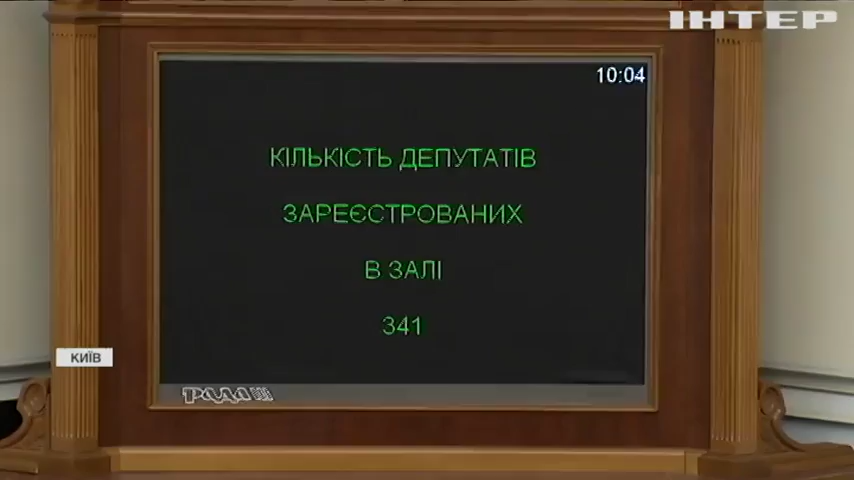 ІНТЕР
10:04
КІЛЬКІСТЬ ДЕПУТАТІВ
ЗАРЕЄСТРОВАНИХ
В ЗАЛІ
341
КИЇВ
РАДА